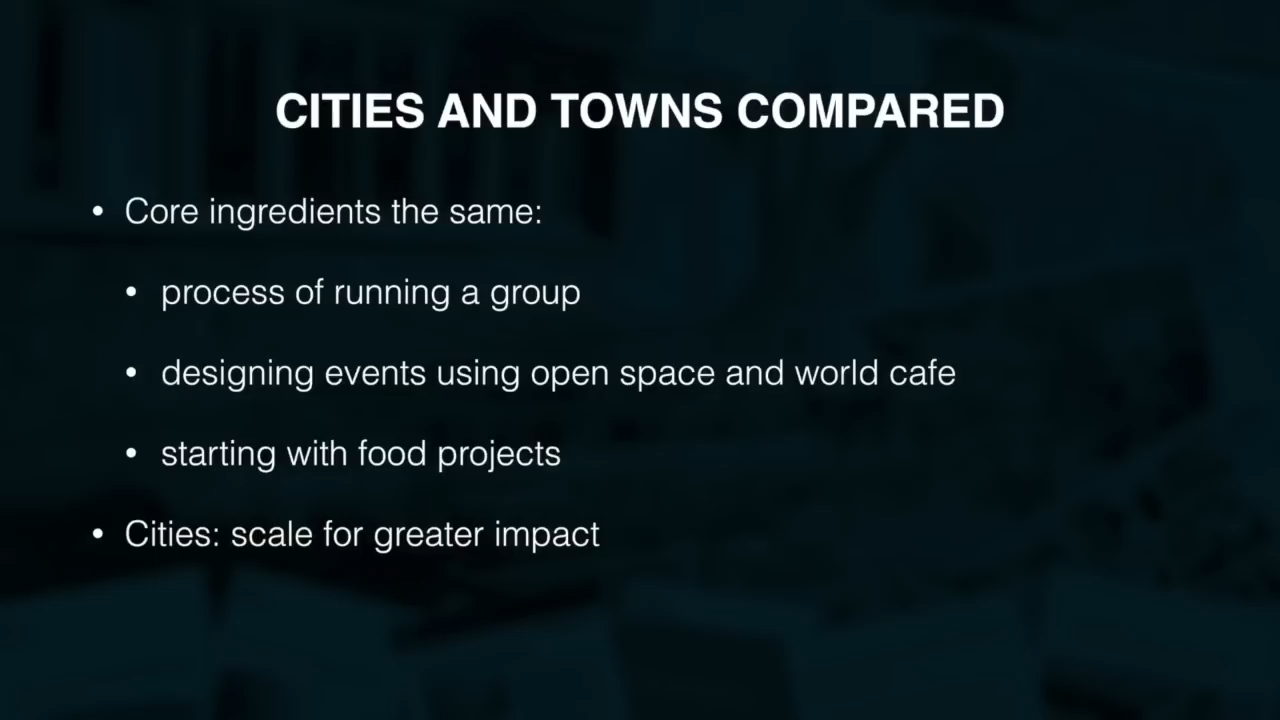 CITIES AND TOWNS COMPARED
• Core ingredients the same:
• process of running a group
• designing events using open space and world cafe
• starting with food projects
• Cities: scale for greater impact